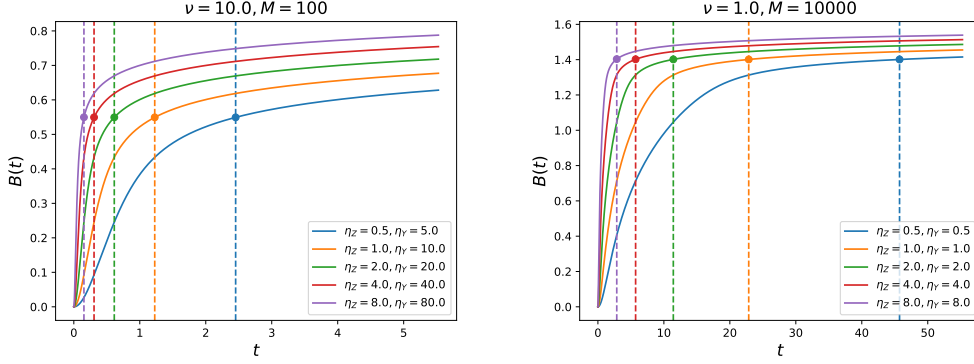 ν = 10.0, M = 100
B(t)
0.8
0.7
0.6
0.5
0.4
0.3
0.2
0.1
0.0
0 1 2 3 4 5
t
η_Z = 0.5, η_Y = 5.0
η_Z = 1.0, η_Y = 10.0
η_Z = 2.0, η_Y = 20.0
η_Z = 4.0, η_Y = 40.0
η_Z = 8.0, η_Y = 80.0
ν = 1.0, M = 10000
B(t)
1.6
1.4
1.2
1.0
0.8
0.6
0.4
0.2
0.0
0 10 20 30 40 50
t
η_Z = 0.5, η_Y = 0.5
η_Z = 1.0, η_Y = 1.0
η_Z = 2.0, η_Y = 2.0
η_Z = 4.0, η_Y = 4.0
η_Z = 8.0, η_Y = 8.0